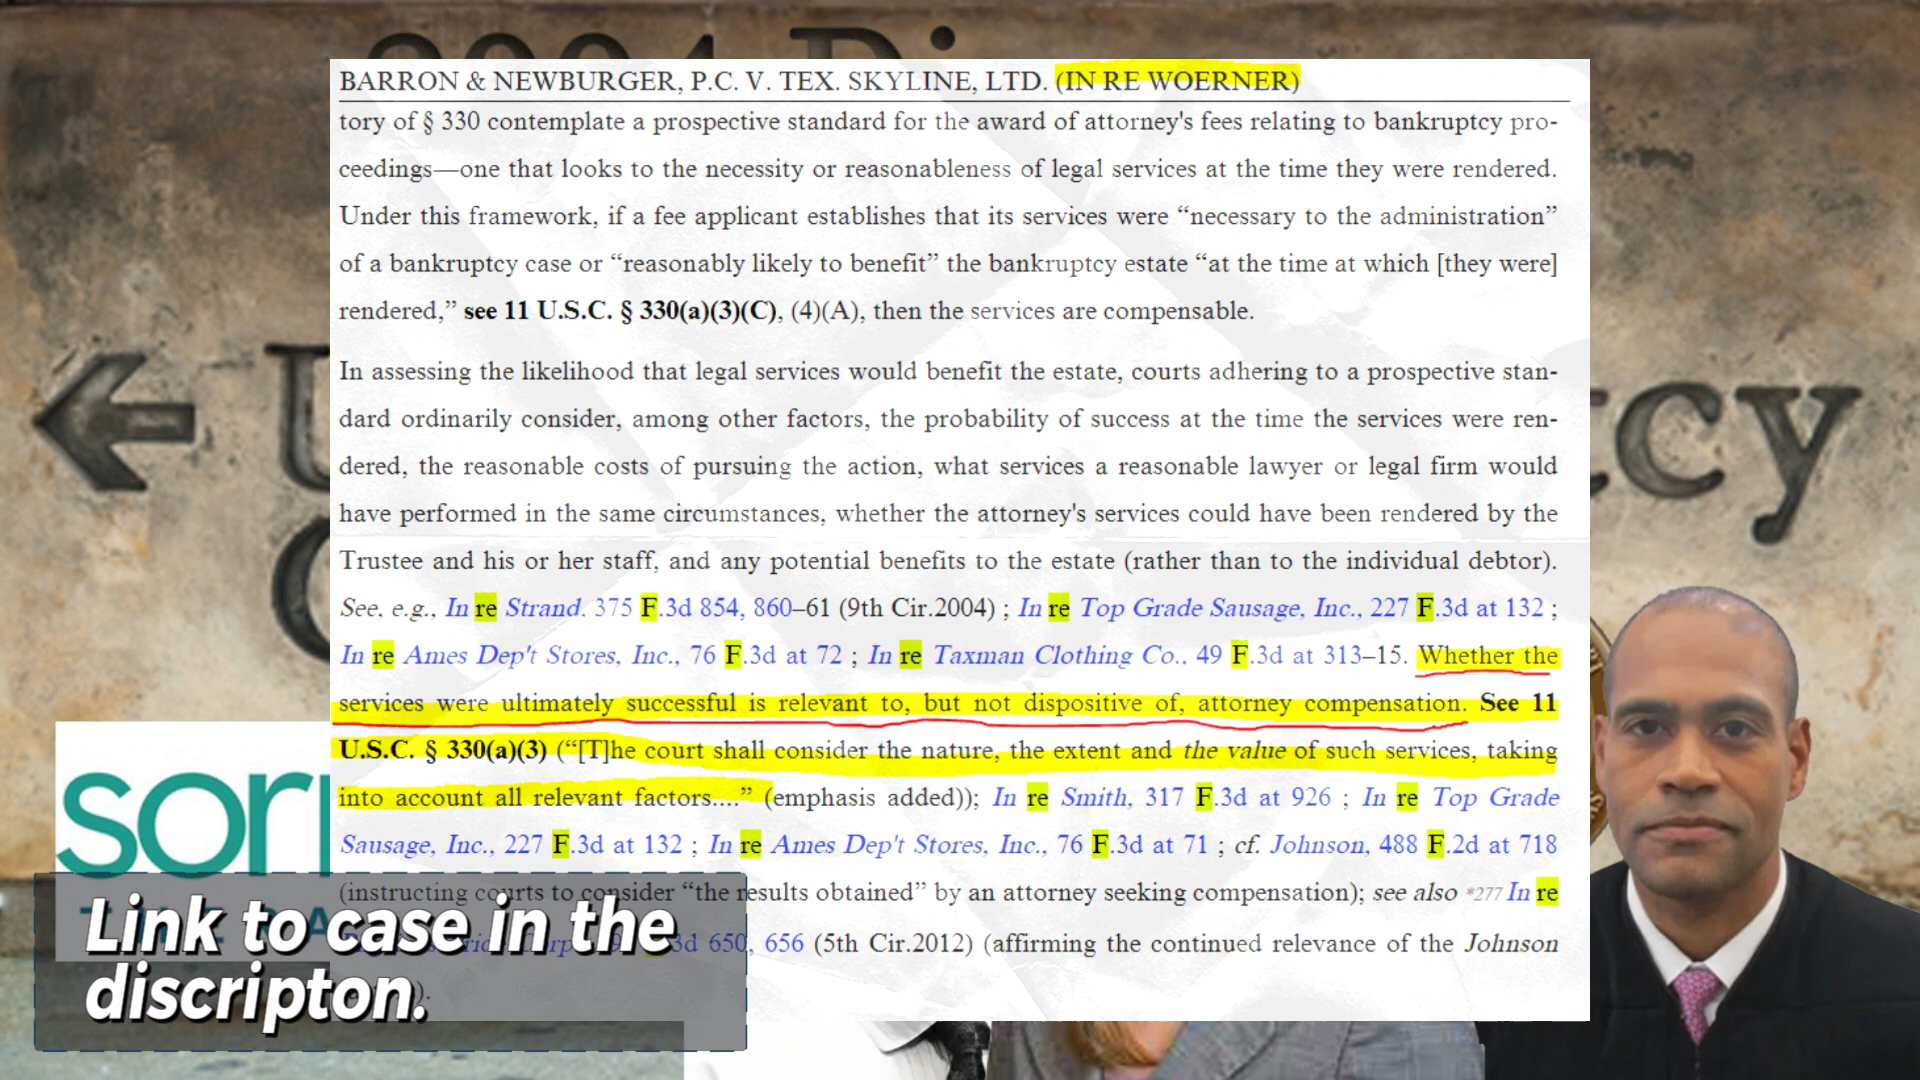 BARRON & NEWBURGER, P.C. V. TEX. SKYLINE, LTD. (IN RE WOERNER)
tory of § 330 contemplate a prospective standard for the award of attorney's fees relating to bankruptcy pro-
ceedings—one that looks to the necessity or reasonableness of legal services at the time they were rendered.
Under this framework, if a fee applicant establishes that its services were “necessary to the administration”
of a bankruptcy case or “reasonably likely to benefit” the bankruptcy estate “at the time at which [they were]
rendered,” see 11 U.S.C. § 330(a)(3)(C), (4)(A), then the services are compensable.
In assessing the likelihood that legal services would benefit the estate, courts adhering to a prospective stan-
dard ordinarily consider, among other factors, the probability of success at the time the services were ren-
dered, the reasonable costs of pursuing the action, what services a reasonable lawyer or legal firm would
have performed in the same circumstances, whether the attorney's services could have been rendered by the
Trustee and his or her staff, and any potential benefits to the estate (rather than to the individual debtor).
See, e.g., In re Strand, 375 F.3d 854, 860–61 (9th Cir.2004) ; In re Top Grade Sausage, Inc., 227 F.3d at 132 ;
In re Ames Dep't Stores, Inc., 76 F.3d at 72 ; In re Taxman Clothing Co., 49 F.3d at 313–15. Whether the
services were ultimately successful is relevant to, but not dispositive of, attorney compensation. See 11
U.S.C. § 330(a)(3) (“[T]he court shall consider the nature, the extent and the value of such services, taking
into account all relevant factors....” (emphasis added)); In re Smith, 317 F.3d at 926 ; In re Top Grade
Sausage, Inc., 227 F.3d at 132 ; In re Ames Dep't Stores, Inc., 76 F.3d at 71 ; cf. Johnson, 488 F.2d at 718
(instructing courts to consider “the results obtained” by an attorney seeking compensation); see also *277 In re
3d 650, 656 (5th Cir.2012) (affirming the continued relevance of the Johnson
cy
Link to case in the
discripton.